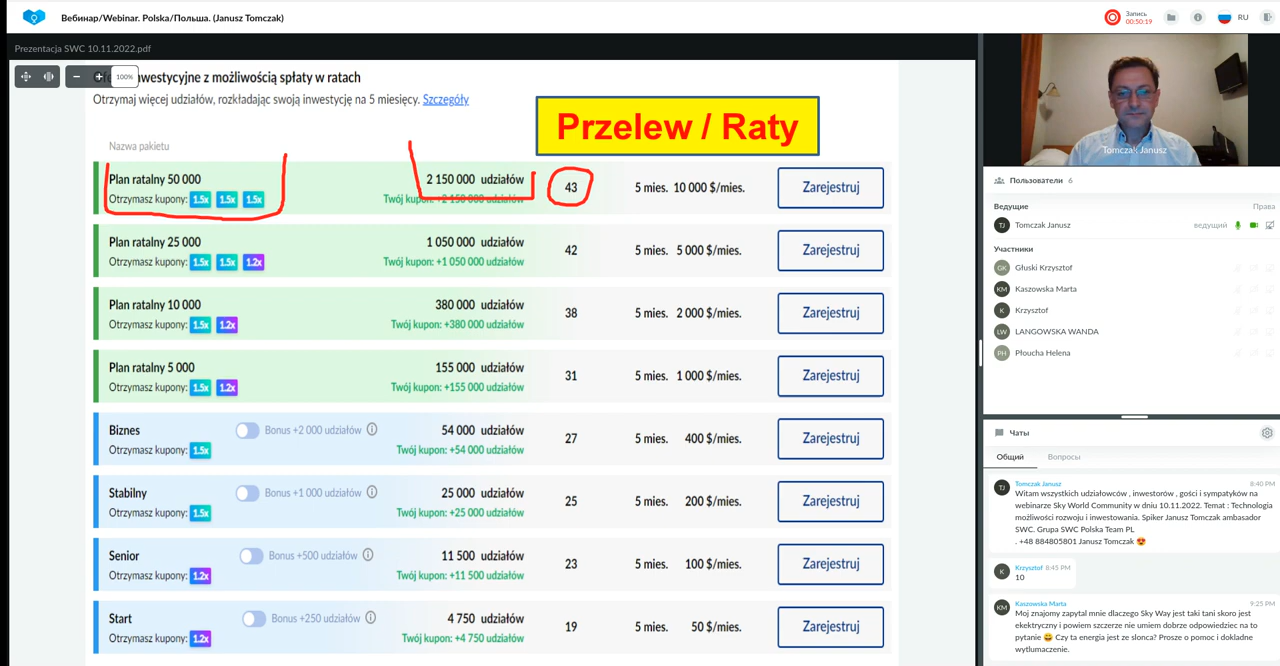 Вебинар/Webinar. Polska/Польша. (Janusz Tomczak)
Запись
00:50:19
RU
Prezentacja SWC 10.11.2022.pdf
100%
inwestycyjne z możliwością spłaty w ratach
Otrzymaj więcej udziałów, rozkładając swoją inwestycję na 5 miesięcy. Szczegóły
Przelew / Raty
Nazwa pakietu
Plan ratalny 50 000
Otrzymasz kupony: 1.5x 1.5x 1.5x
2 150 000 udziałów
Twój kupon: +2 150 000 udziałów
43
5 mies. 10 000 $/mies.
Zarejestruj
Plan ratalny 25 000
Otrzymasz kupony: 1.5x 1.5x 1.2x
1 050 000 udziałów
Twój kupon: +1 050 000 udziałów
42
5 mies. 5 000 $/mies.
Zarejestruj
Plan ratalny 10 000
Otrzymasz kupony: 1.5x 1.2x
380 000 udziałów
Twój kupon: +380 000 udziałów
38
5 mies. 2 000 $/mies.
Zarejestruj
Plan ratalny 5 000
Otrzymasz kupony: 1.5x 1.2x
155 000 udziałów
Twój kupon: +155 000 udziałów
31
5 mies. 1 000 $/mies.
Zarejestruj
Biznes
Otrzymasz kupony: 1.5x
Bonus +2 000 udziałów
54 000 udziałów
Twój kupon: +54 000 udziałów
27
5 mies. 400 $/mies.
Zarejestruj
Stabilny
Otrzymasz kupony: 1.5x
Bonus +1 000 udziałów
25 000 udziałów
Twój kupon: +25 000 udziałów
25
5 mies. 200 $/mies.
Zarejestruj
Senior
Otrzymasz kupony: 1.2x
Bonus +500 udziałów
11 500 udziałów
Twój kupon: +11 500 udziałów
23
5 mies. 100 $/mies.
Zarejestruj
Start
Otrzymasz kupony: 1.2x
Bonus +250 udziałów
4 750 udziałów
Twój kupon: +4 750 udziałów
19
5 mies. 50 $/mies.
Zarejestruj
Tomczak Janusz
Пользователи 6
Ведущие
Права
TJ Tomczak Janusz
ведущий
Участники
GK Głuski Krzysztof
KM Kaszowska Marta
K Krzysztof
LW LANGOWSKA WANDA
PH Płoucha Helena
Чаты
Общий
Вопросы
TJ Tomczak Janusz 8:40 PM
Witam wszystkich udziałowców , inwestorów , gości i sympatyków na
webinarze Sky World Community w dniu 10.11.2022. Temat : Technologia
możliwości rozwoju i inwestowania. Spiker Janusz Tomczak ambasador
SWC. Grupa SWC Polska Team PL
. +48 884805801 Janusz Tomczak 😍
K Krzysztof 8:45 PM
10
KM Kaszowska Marta 9:25 PM
Moj znajomy zapytal mnie dlaczego Sky Way jest taki tani skoro jest
ekektryczny i powiem szczerze nie umiem dobrze odpowiedziec na to
pytanie 😄 Czy ta energia jest ze slonca? Prosze o pomoc i dokladne
wytlumaczenie.